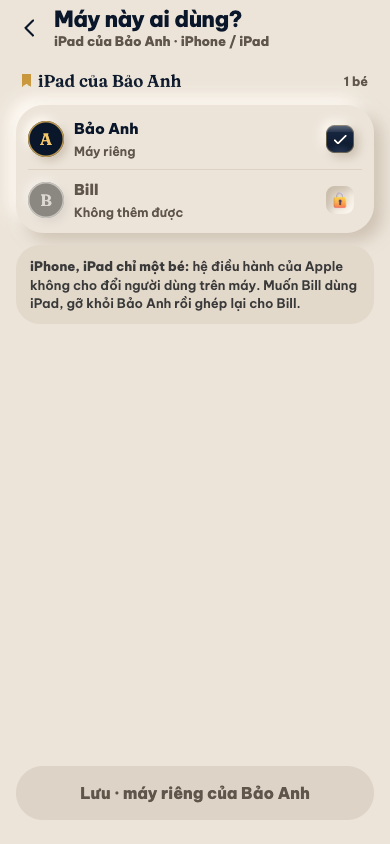 Máy này ai dùng?
iPad của Bảo Anh · iPhone / iPad
iPad của Bảo Anh
1 bé
A
Bảo Anh
Máy riêng
B
Bill
Không thêm được
iPhone, iPad chỉ một bé: hệ điều hành của Apple
không cho đổi người dùng trên máy. Muốn Bill dùng
iPad, gỡ khỏi Bảo Anh rồi ghép lại cho Bill.
Lưu · máy riêng của Bảo Anh